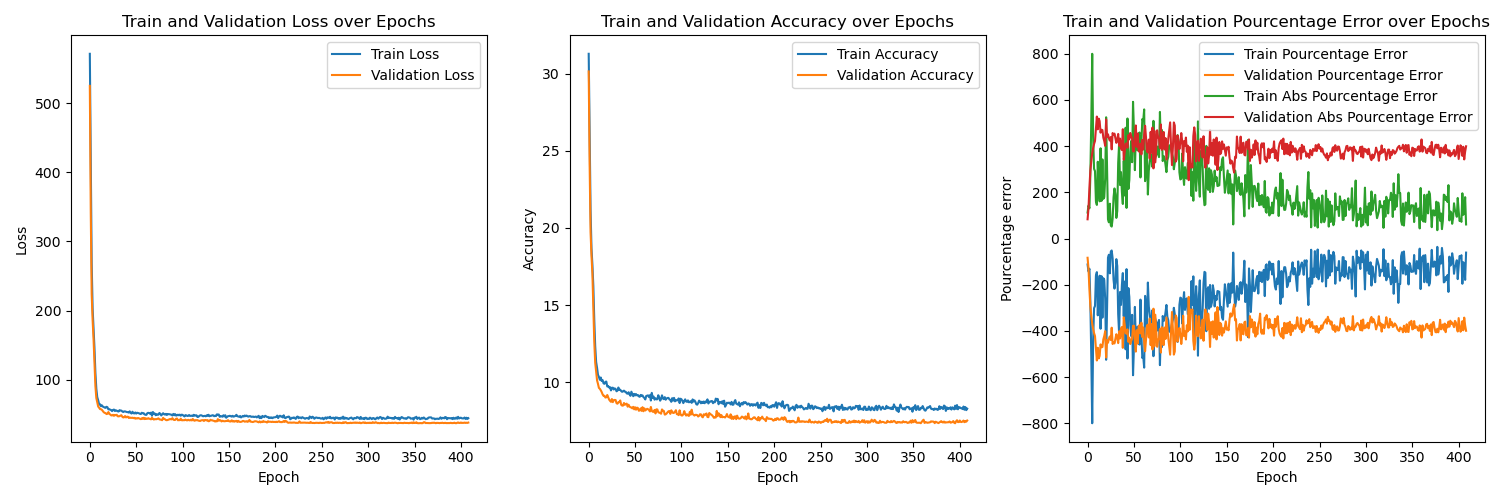 Train and Validation Loss over Epochs
Train Loss
Validation Loss
500
400
300
200
100
Loss
0
50
100
150
200
250
300
350
400
Epoch
Train and Validation Accuracy over Epochs
Train Accuracy
Validation Accuracy
30
25
20
15
10
Accuracy
0
50
100
150
200
250
300
350
400
Epoch
Train and Validation Pourcentage Error over Epochs
Train Pourcentage Error
Validation Pourcentage Error
Train Abs Pourcentage Error
Validation Abs Pourcentage Error
800
600
400
200
0
−200
−400
−600
−800
Pourcentage error
0
50
100
150
200
250
300
350
400
Epoch